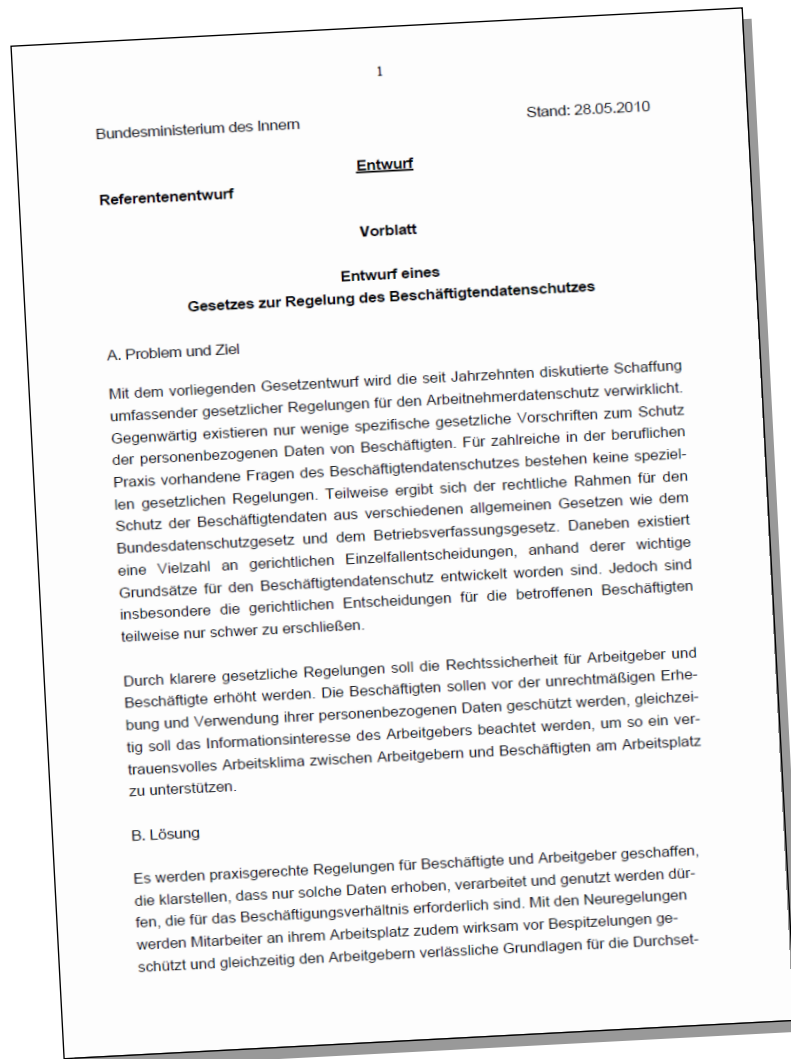 1
Bundesministerium des Innern
Stand: 28.05.2010
Entwurf
Referentenentwurf
Vorblatt
Entwurf eines
Gesetzes zur Regelung des Beschäftigtendatenschutzes
A. Problem und Ziel
Mit dem vorliegenden Gesetzentwurf wird die seit Jahrzehnten diskutierte Schaffung
umfassender gesetzlicher Regelungen für den Arbeitnehmerdatenschutz verwirklicht.
Gegenwärtig existieren nur wenige spezifische gesetzliche Vorschriften zum Schutz
der personenbezogenen Daten von Beschäftigten. Für zahlreiche in der beruflichen
Praxis vorhandene Fragen des Beschäftigtendatenschutzes bestehen keine speziel-
len gesetzlichen Regelungen. Teilweise ergibt sich der rechtliche Rahmen für den
Schutz der Beschäftigtendaten aus verschiedenen allgemeinen Gesetzen wie dem
Bundesdatenschutzgesetz und dem Betriebsverfassungsgesetz. Daneben existiert
eine Vielzahl an gerichtlichen Einzelfallentscheidungen, anhand derer wichtige
Grundsätze für den Beschäftigtendatenschutz entwickelt worden sind. Jedoch sind
insbesondere die gerichtlichen Entscheidungen für die betroffenen Beschäftigten
teilweise nur schwer zu erschließen.
Durch klarere gesetzliche Regelungen soll die Rechtssicherheit für Arbeitgeber und
Beschäftigte erhöht werden. Die Beschäftigten sollen vor der unrechtmäßigen Erhe-
bung und Verwendung ihrer personenbezogenen Daten geschützt werden, gleichzei-
tig soll das Informationsinteresse des Arbeitgebers beachtet werden, um so ein ver-
trauensvolles Arbeitsklima zwischen Arbeitgebern und Beschäftigten am Arbeitsplatz
zu unterstützen.
B. Lösung
Es werden praxisgerechte Regelungen für Beschäftigte und Arbeitgeber geschaffen,
die klarstellen, dass nur solche Daten erhoben, verarbeitet und genutzt werden dür-
fen, die für das Beschäftigungsverhältnis erforderlich sind. Mit den Neuregelungen
werden Mitarbeiter an ihrem Arbeitsplatz zudem wirksam vor Bespitzelungen ge-
schützt und gleichzeitig den Arbeitgebern verlässliche Grundlagen für die Durchset-